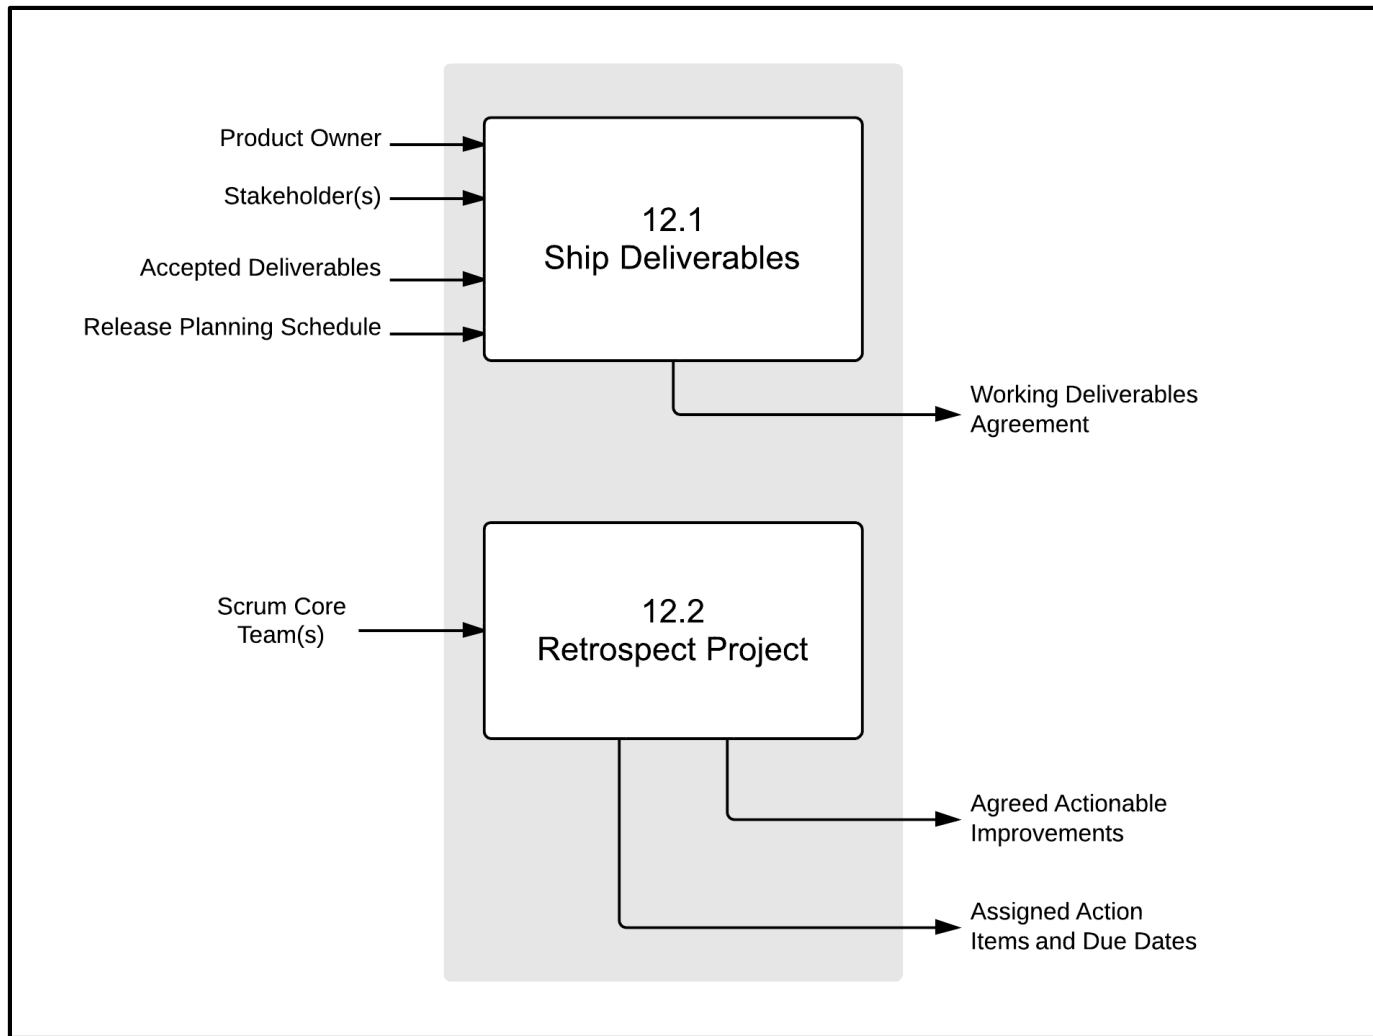 Product Owner
Stakeholder(s)
Accepted Deliverables
Release Planning Schedule
12.1
Ship Deliverables
Working Deliverables
Agreement
Scrum Core
Team(s)
12.2
Retrospect Project
Agreed Actionable
Improvements
Assigned Action
Items and Due Dates